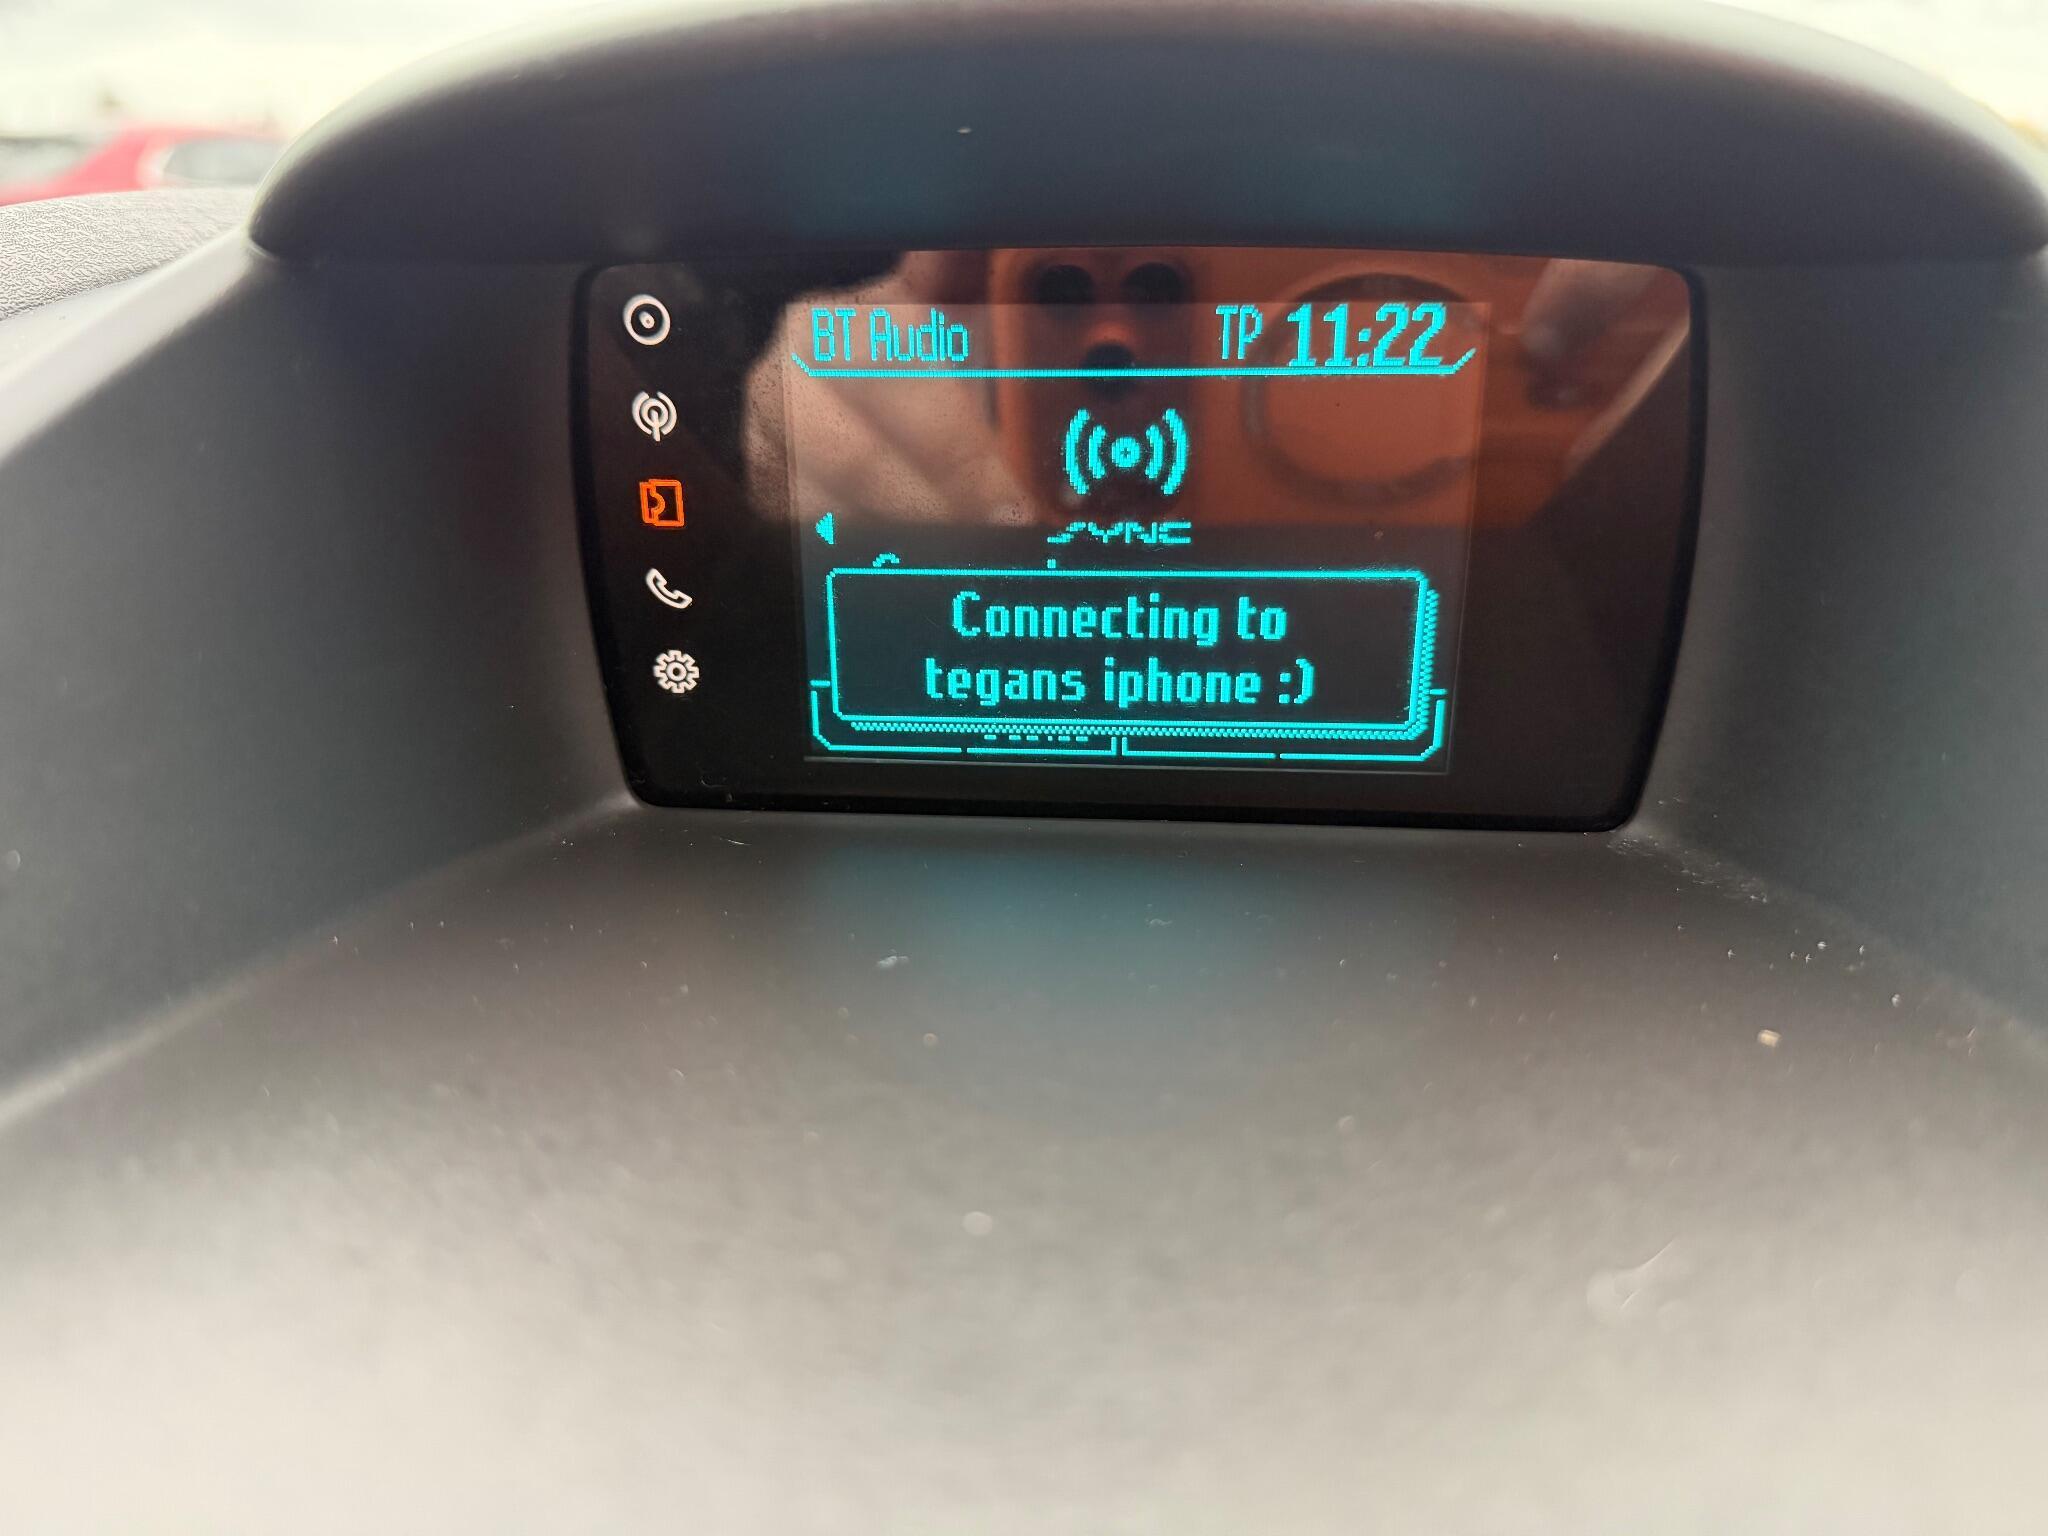 BT Audio TP 11:22
SYNC
Connecting to
tegans iphone :)